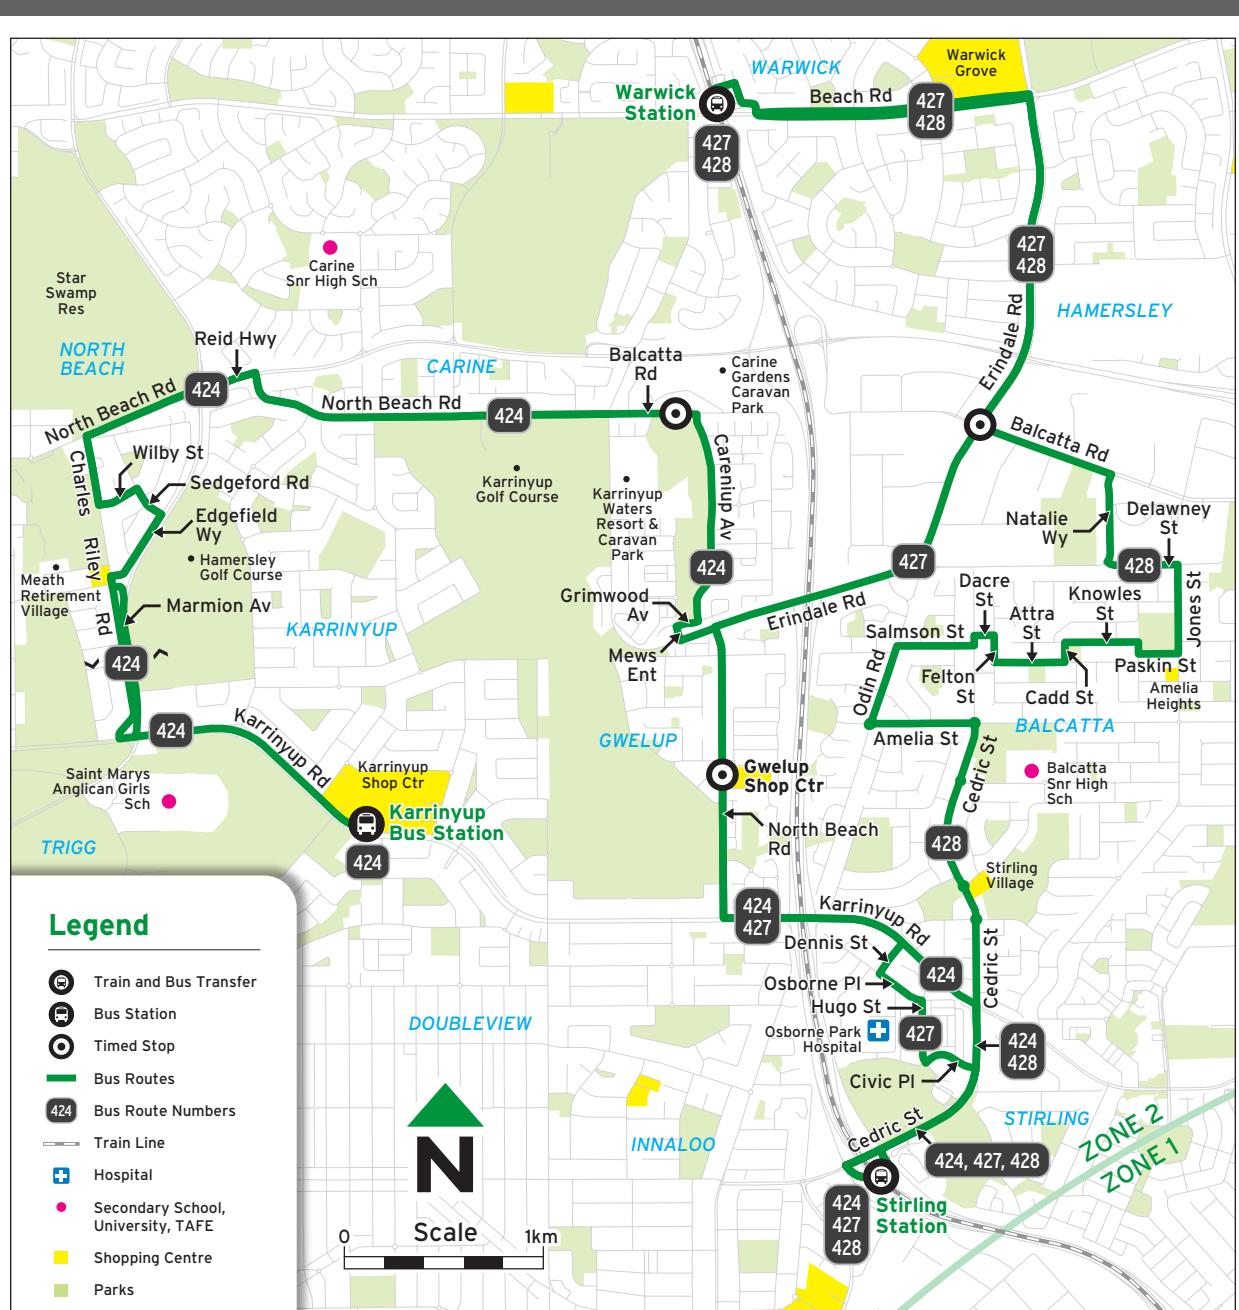 WARWICK
Warwick
Grove
Warwick
Station
Beach Rd
427
428
427
428
427
428
Carine
Snr High Sch
Star
Swamp
Res
HAMERSLEY
Erindale Rd
NORTH
BEACH
Reid Hwy
CARINE
Balcatta
Rd
Carine
Gardens
Caravan
Park
424
North Beach Rd
North Beach Rd
424
Balcatta Rd
Wilby St
Sedgeford Rd
Charles
Riley
Rd
Edgefield
Wy
Karrinyup
Golf Course
Karrinyup
Waters
Resort &
Caravan
Park
Careniup Av
Natalie
Wy
Delawney
St
Hamersley
Golf Course
Meath
Retirement
Village
Marmion Av
424
427
428
Dacre
St
Knowles
St
Attra
St
Jones St
Grimwood
Av
Erindale Rd
KARRINYUP
Salmson St
Mews
Ent
Odin Rd
Felton
St
Cadd St
Paskin St
Amelia
Heights
424
424
Karrinyup Rd
GWELUP
Amelia St
BALCATTA
Cedric St
Saint Marys
Anglican Girls
Sch
Karrinyup
Shop Ctr
Gwelup
Shop Ctr
Balcatta
Snr High
Sch
Karrinyup
Bus Station
North Beach
Rd
TRIGG
424
428
Stirling
Village
424
427
Karrinyup Rd
Dennis St
Cedric St
424
Osborne Pl
Hugo St
Osborne Park
Hospital
427
424
428
DOUBLEVIEW
Civic Pl
INNALOO
Cedric St
STIRLING
ZONE 2
ZONE 1
424, 427, 428
Stirling
Station
424
427
428
Legend
Train and Bus Transfer
Bus Station
Timed Stop
Bus Routes
424
Bus Route Numbers
Train Line
Hospital
Secondary School,
University, TAFE
Shopping Centre
Parks
N
Scale
0
1km